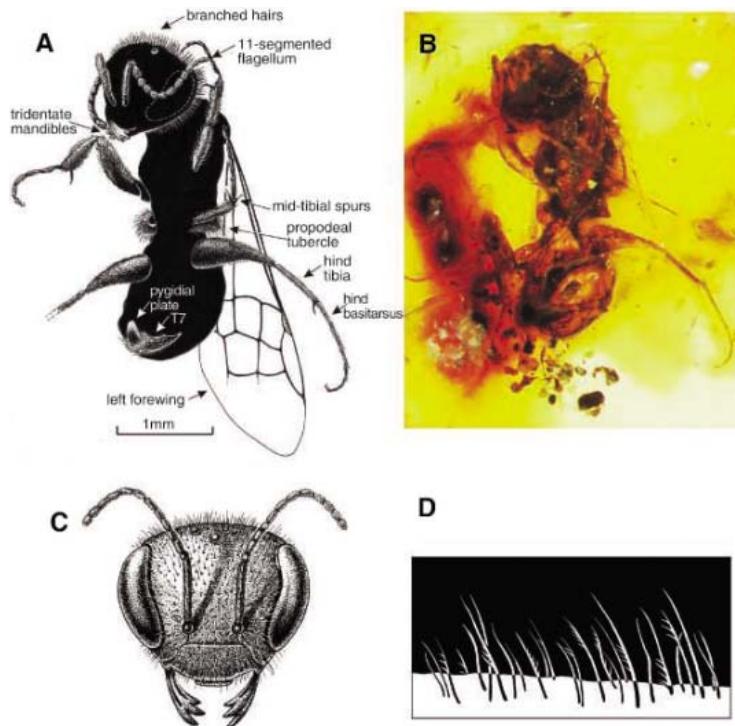 A
branched hairs
11-segmented
flagellum
tridentate
mandibles
mid-tibial spurs
propodeal
tubercle
hind
tibia
hind
basitarsus
pygidial
plate
T7
left forewing
1mm
B
C
D